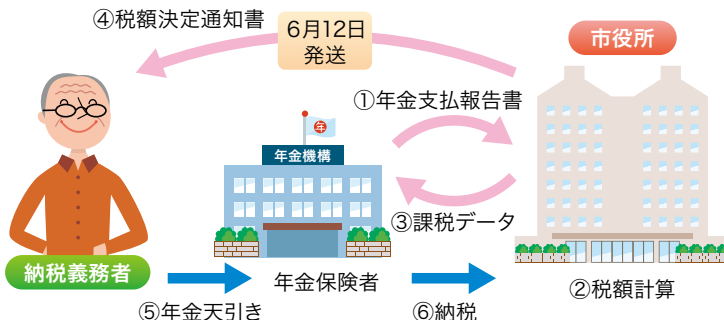 ④税額決定通知書
6月12日
発送
市役所
①年金支払報告書
年
年金機構
③課税データ
納税義務者
年金保険者
②税額計算
⑤年金天引き
⑥納税